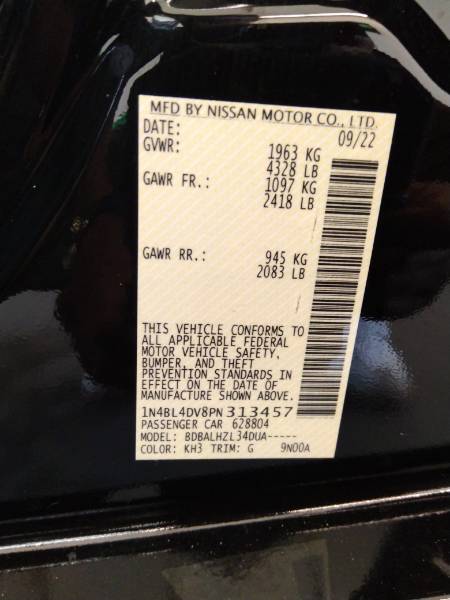 MFD BY NISSAN MOTOR CO., LTD.
DATE: 09/22
GVWR: 1963 KG
4328 LB
GAWR FR.: 1097 KG
2418 LB
GAWR RR.: 945 KG
2083 LB
THIS VEHICLE CONFORMS TO
ALL APPLICABLE FEDERAL
MOTOR VEHICLE SAFETY,
BUMPER, AND THEFT
PREVENTION STANDARDS IN
EFFECT ON THE DATE OF
MANUFACTURE SHOWN ABOVE.
1N4BL4DV8PN313457
PASSENGER CAR 628804
MODEL: BDBALHZL34DUA-----
COLOR: KH3 TRIM: G 9N00A